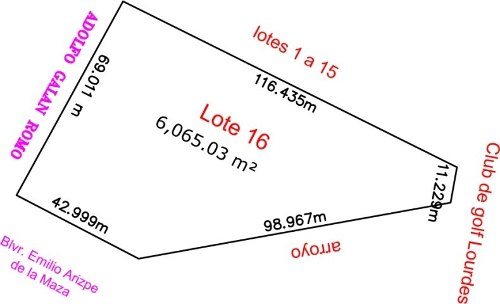 ADOLFO GALAN ROMO
69.011 m
lotes 1 a 15
116.435m
Lote 16
6,065.03 m²
11.229m
Club de golf Lourdes
42.999m
98.967m
arroyo
Blvr. Emilio Arizpe
de la Maza